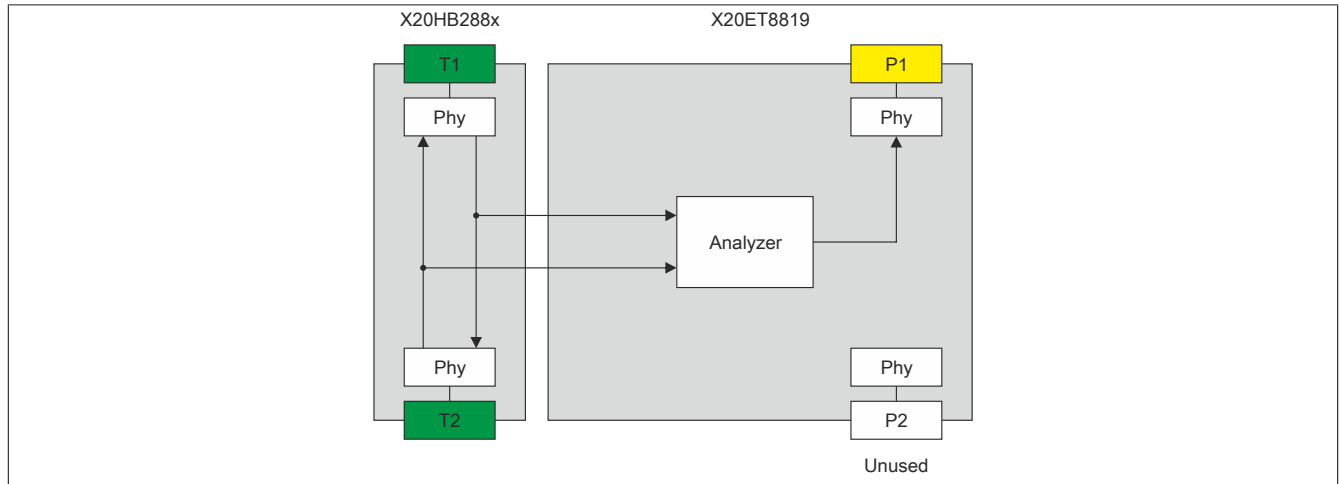 X20HB288x X20ET8819
T1 P1
Phy Phy
Analyzer
Phy Phy
T2 P2
Unused